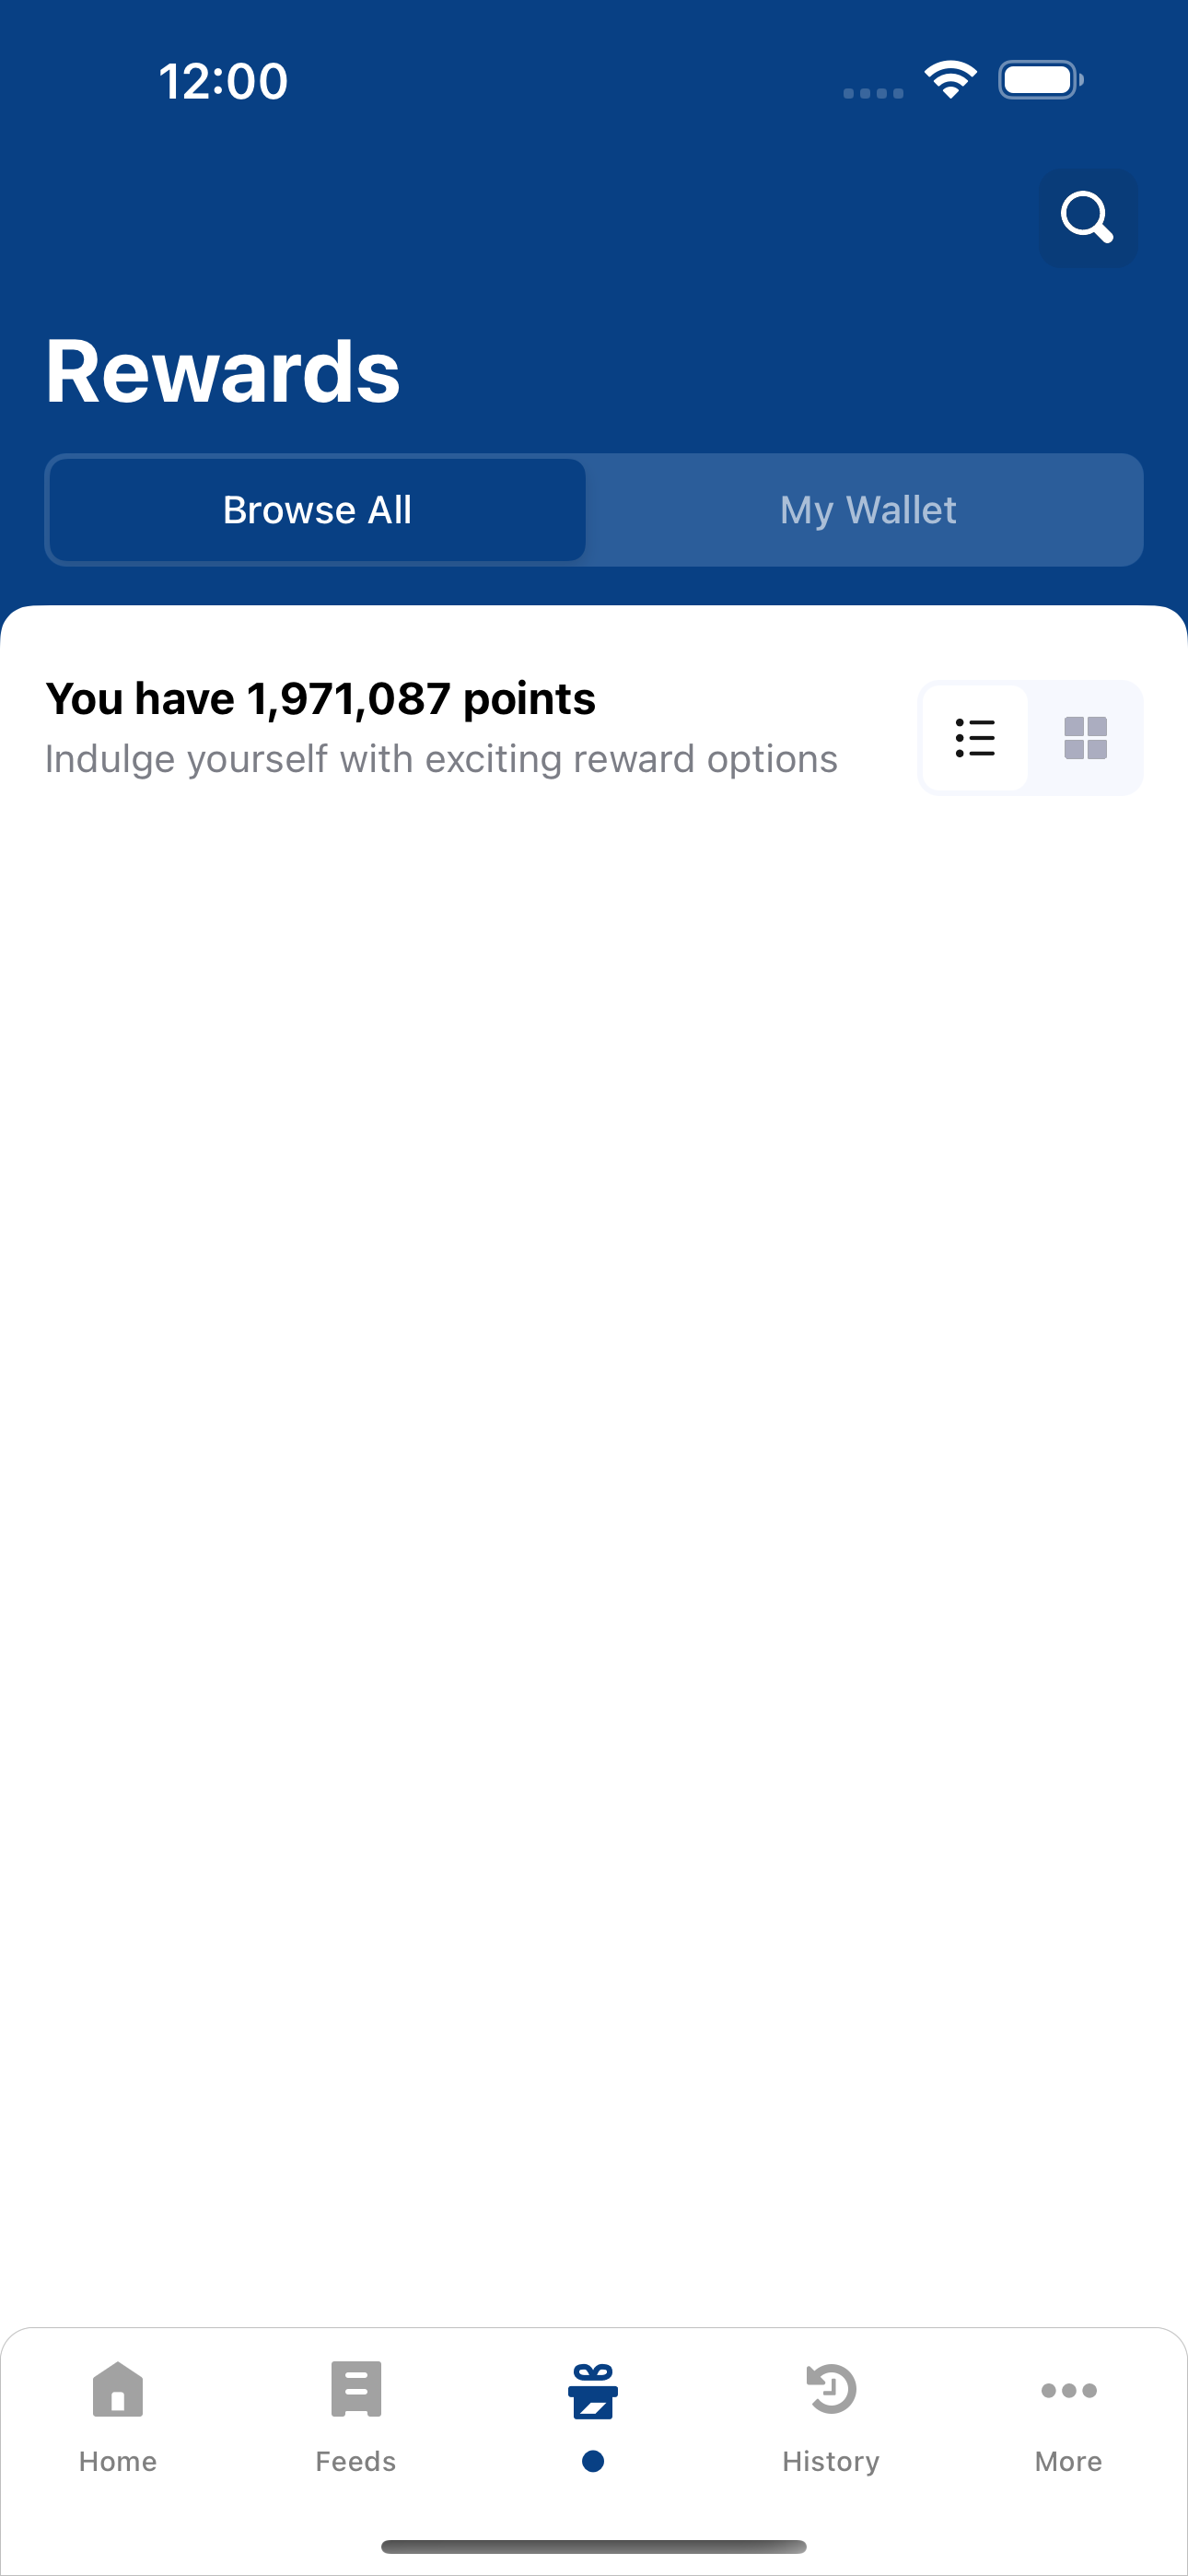 12:00
Rewards
Browse All
My Wallet
You have 1,971,087 points
Indulge yourself with exciting reward options
Home
Feeds
History
More